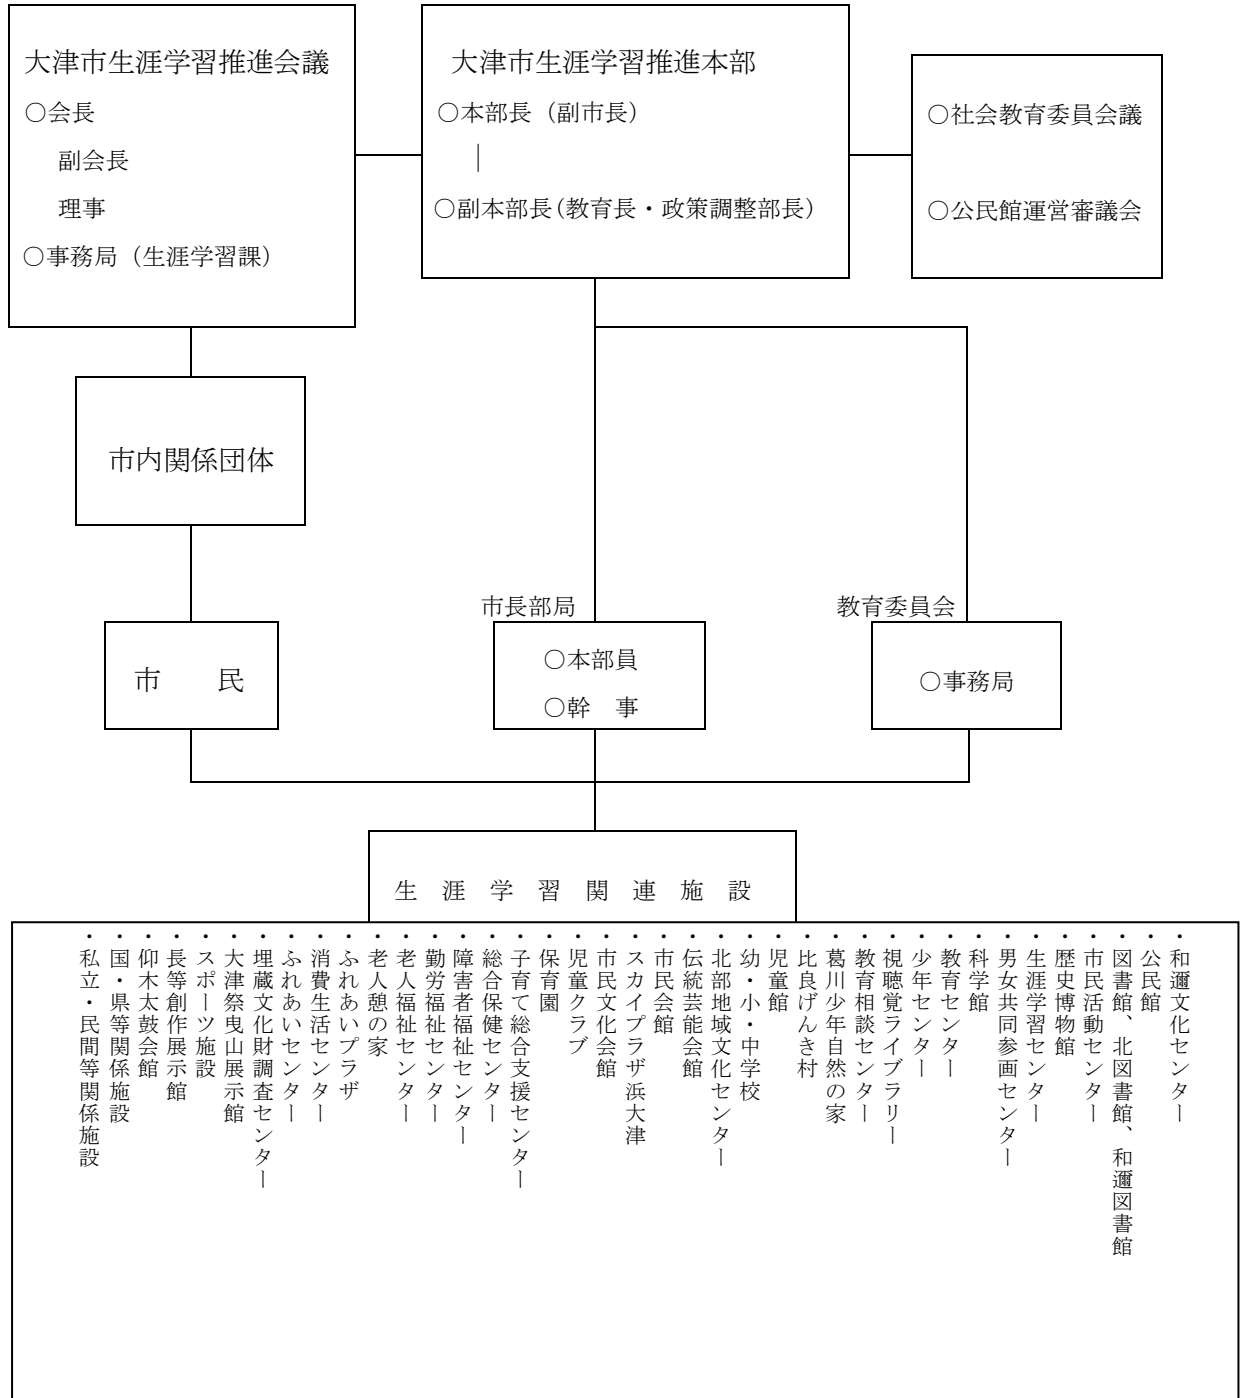 大津市生涯学習推進会議
○会長
副会長
理事
○事務局（生涯学習課）
大津市生涯学習推進本部
○本部長（副市長）
｜
○副本部長（教育長・政策調整部長）
○社会教育委員会議
○公民館運営審議会
市内関係団体
市　民
市長部局
○本部員
○幹　事
教育委員会
○事務局
生涯学習関連施設
・和邇文化センター
・公民館
・図書館、北図書館、和邇図書館
・市民活動センター
・歴史博物館
・生涯学習センター
・男女共同参画センター
・科学館
・教育センター
・少年センター
・視聴覚ライブラリー
・教育相談センター
・葛川少年自然の家
・比良げんき村
・児童館
・幼・小・中学校
・北部地域文化センター
・伝統芸能会館
・市民会館
・スカイプラザ浜大津
・市民文化会館
・児童クラブ
・保育園
・子育て総合支援センター
・総合保健センター
・障害者福祉センター
・勤労福祉センター
・老人福祉センター
・老人憩の家
・ふれあいプラザ
・消費生活センター
・ふれあいセンター
・埋蔵文化財調査センター
・大津祭曳山展示館
・スポーツ施設
・長等創作展示館
・仰木太鼓会館
・国・県等関係施設
・私立・民間等関係施設